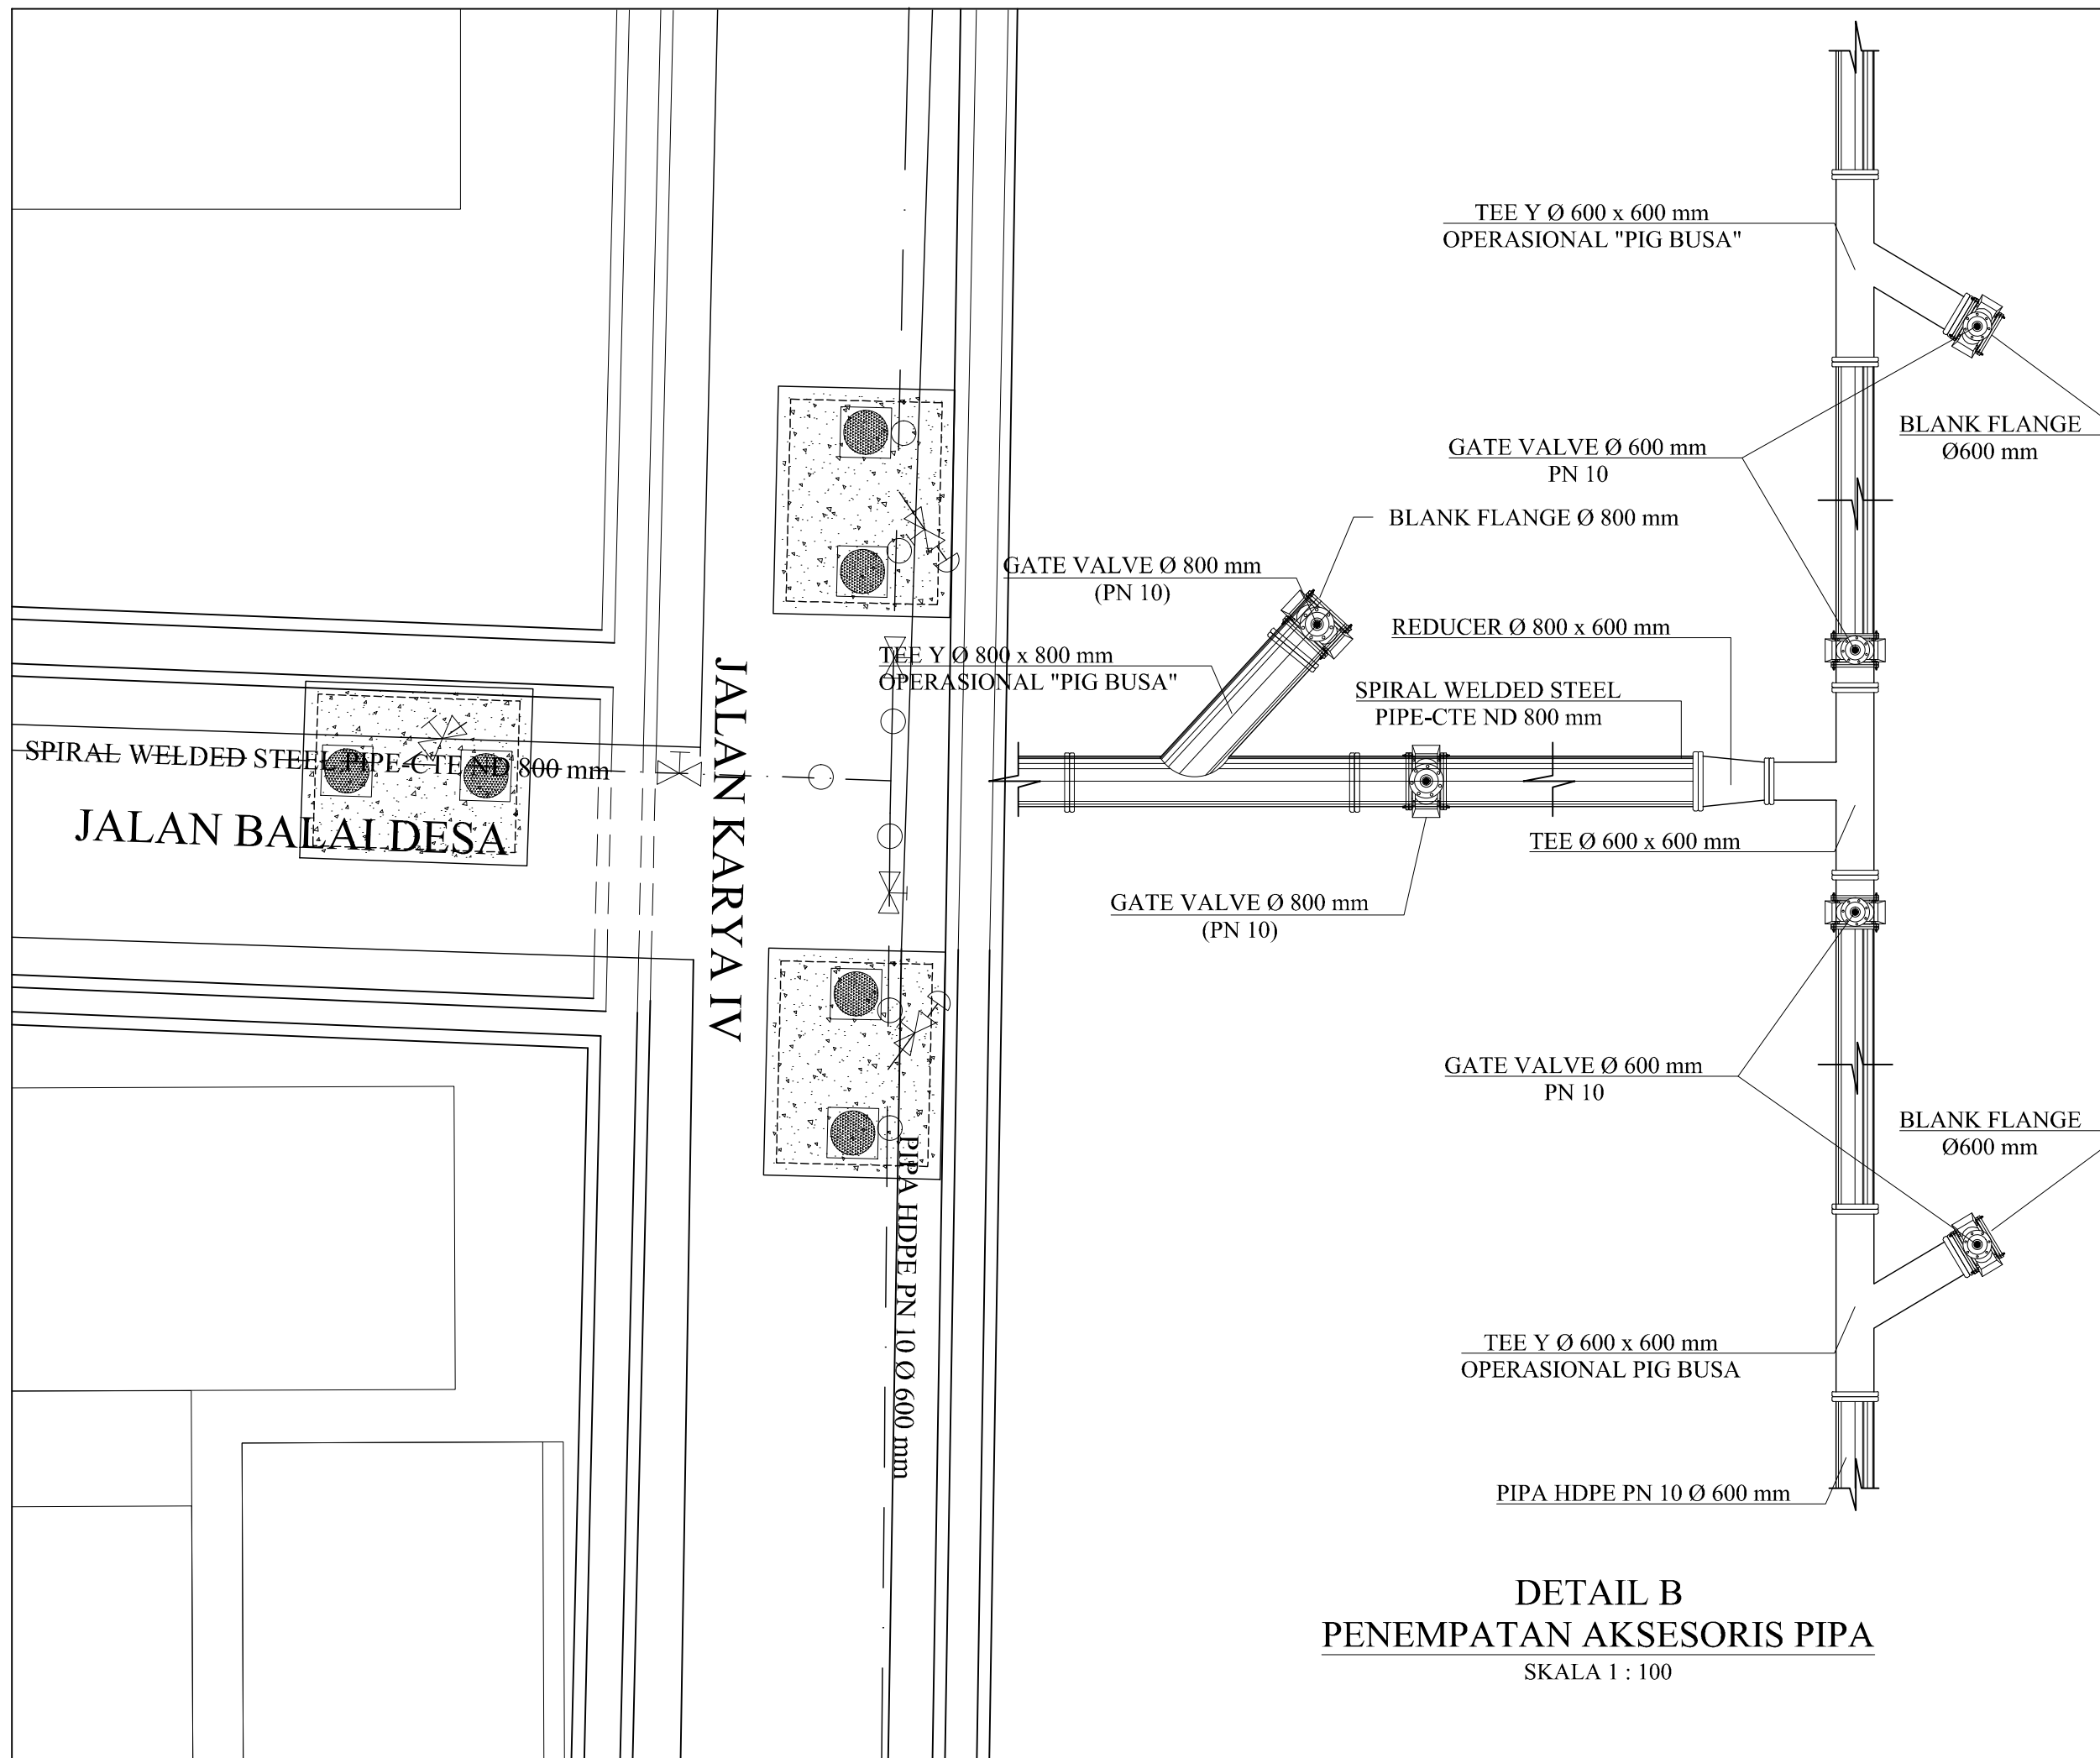 TEE Y Ø 600 x 600 mm
OPERASIONAL "PIG BUSA"
BLANK FLANGE
Ø600 mm
GATE VALVE Ø 600 mm
PN 10
BLANK FLANGE Ø 800 mm
GATE VALVE Ø 800 mm
(PN 10)
REDUCER Ø 800 x 600 mm
TEE Y Ø 800 x 800 mm
OPERASIONAL "PIG BUSA"
SPIRAL WELDED STEEL
PIPE-CTE ND 800 mm
SPIRAL WELDED STEEL PIPE-CTE ND 800 mm
JALAN BALAI DESA
JALAN KARYA IV
TEE Ø 600 x 600 mm
GATE VALVE Ø 800 mm
(PN 10)
GATE VALVE Ø 600 mm
PN 10
BLANK FLANGE
Ø600 mm
PIPA HDPE PN 10 Ø 600 mm
TEE Y Ø 600 x 600 mm
OPERASIONAL PIG BUSA
PIPA HDPE PN 10 Ø 600 mm
DETAIL B
PENEMPATAN AKSESORIS PIPA
SKALA 1 : 100